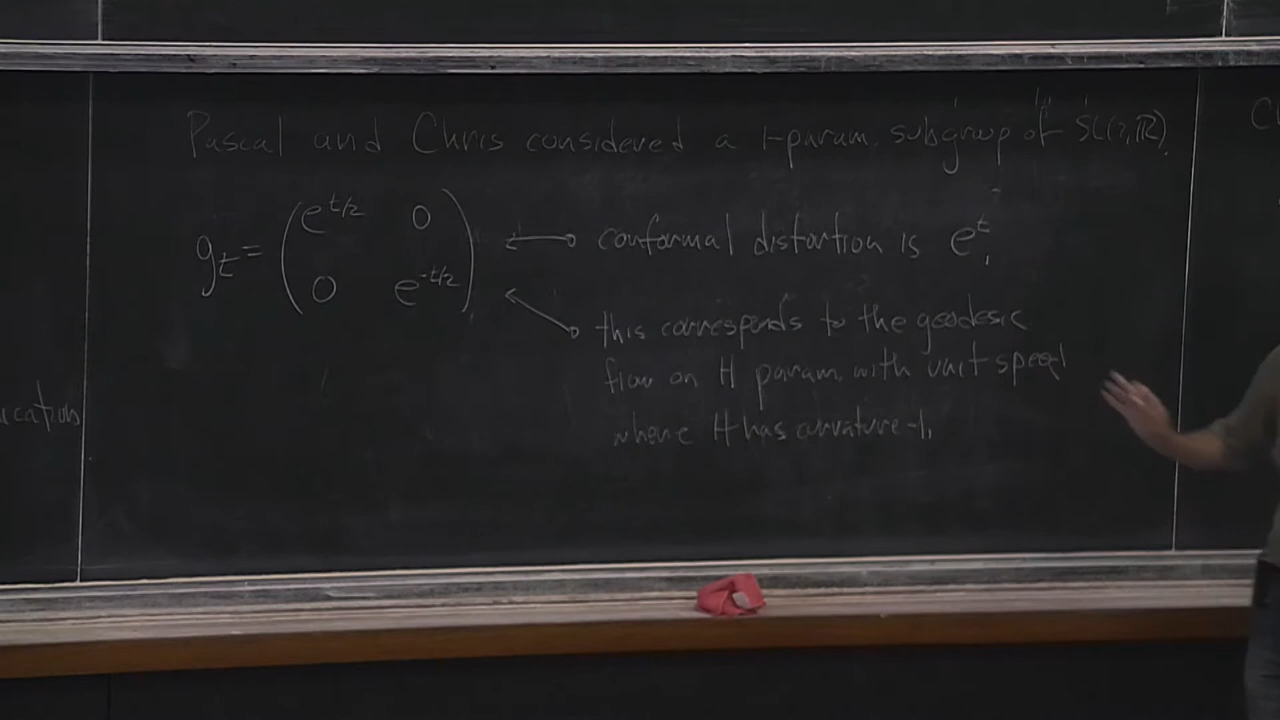 Pascal and Chris considered a 1-param. subgroup of SL(2,ℝ).
g_t = ( e^{t/2} 0 ; 0 e^{-t/2} )
conformal distortion is e^t.
this corresponds to the geodesic
flow on H param. with unit speed
where H has curvature -1.
ication
C